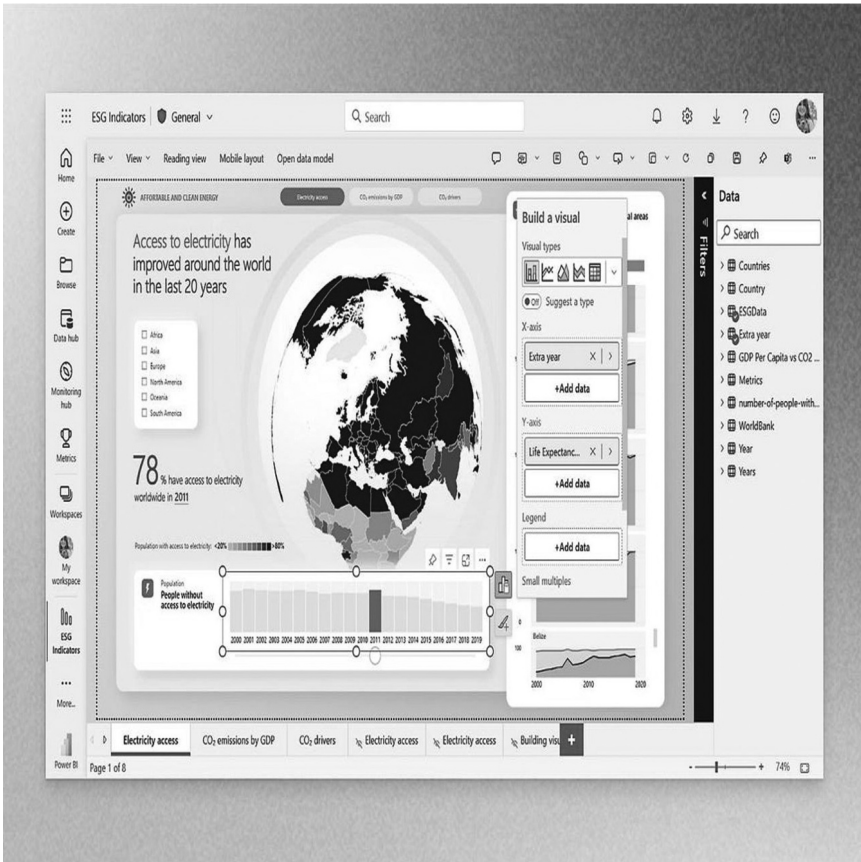 ESG Indicators
General
Search
Home
Create
Browse
Data hub
Monitoring
hub
Metrics
Workspaces
My
workspace
ESG
Indicators
More...
Power BI
File
View
Reading view
Mobile layout
Open data model
AFFORDABLE AND CLEAN ENERGY
Electricity access
CO₂ emissions by GDP
CO₂ drivers
Access to electricity has
improved around the world
in the last 20 years
Africa
Asia
Europe
North America
Oceania
South America
78 % have access to electricity
worldwide in 2011
Population with access to electricity: <20% >80%
Population
People without
access to electricity
2000 2001 2002 2003 2004 2005 2006 2007 2008 2009 2010 2011 2012 2013 2014 2015 2016 2017 2018 2019
al areas
Build a visual
Visual types
Off Suggest a type
X-axis
Extra year
+Add data
Y-axis
Life Expectanc...
+Add data
Legend
+Add data
Small multiples
0
Belize
100
2000 2010 2020
Filters
Data
Search
Countries
Country
ESGData
Extra year
GDP Per Capita vs CO2 ...
Metrics
number-of-people-with...
WorldBank
Year
Years
Electricity access
CO₂ emissions by GDP
CO₂ drivers
Electricity access
Electricity access
Building visu
+
Page 1 of 8
- + 74%